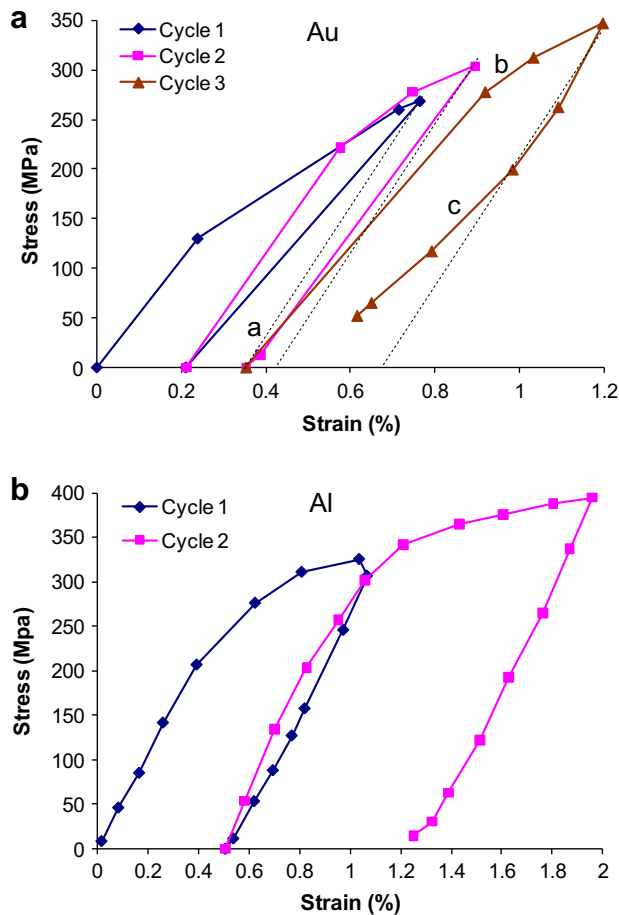 a
Au
Cycle 1
Cycle 2
Cycle 3
Stress (MPa)
350
300
250
200
150
100
50
0
a
b
c
0 0.2 0.4 0.6 0.8 1 1.2
Strain (%)
b
Al
Cycle 1
Cycle 2
Stress (Mpa)
400
350
300
250
200
150
100
50
0
0 0.2 0.4 0.6 0.8 1 1.2 1.4 1.6 1.8 2
Strain (%)